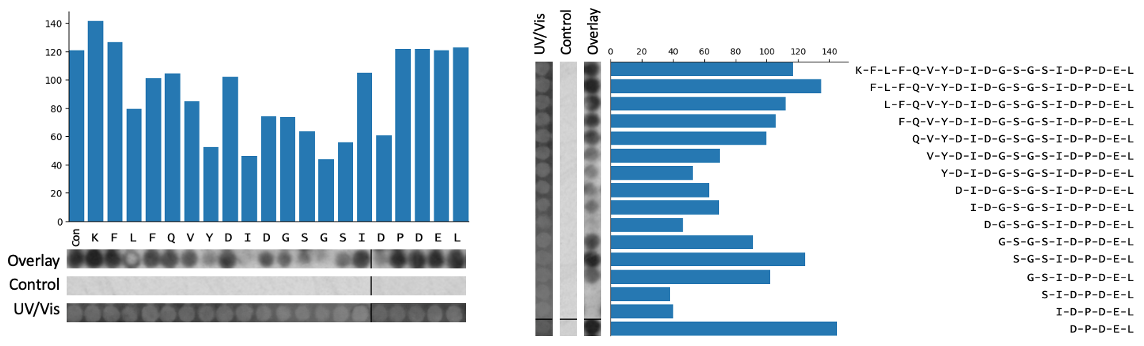 140
120
100
80
60
40
20
0
Con K F L F Q V Y D I D G S G S I D P D E L
Overlay
Control
UV/Vis
UV/Vis
Control
Overlay
0 20 40 60 80 100 120 140
K-F-L-F-Q-V-Y-D-I-D-G-S-G-S-I-D-P-D-E-L
F-L-F-Q-V-Y-D-I-D-G-S-G-S-I-D-P-D-E-L
L-F-Q-V-Y-D-I-D-G-S-G-S-I-D-P-D-E-L
F-Q-V-Y-D-I-D-G-S-G-S-I-D-P-D-E-L
Q-V-Y-D-I-D-G-S-G-S-I-D-P-D-E-L
V-Y-D-I-D-G-S-G-S-I-D-P-D-E-L
Y-D-I-D-G-S-G-S-I-D-P-D-E-L
D-I-D-G-S-G-S-I-D-P-D-E-L
I-D-G-S-G-S-I-D-P-D-E-L
D-G-S-G-S-I-D-P-D-E-L
G-S-G-S-I-D-P-D-E-L
S-G-S-I-D-P-D-E-L
G-S-I-D-P-D-E-L
S-I-D-P-D-E-L
I-D-P-D-E-L
D-P-D-E-L